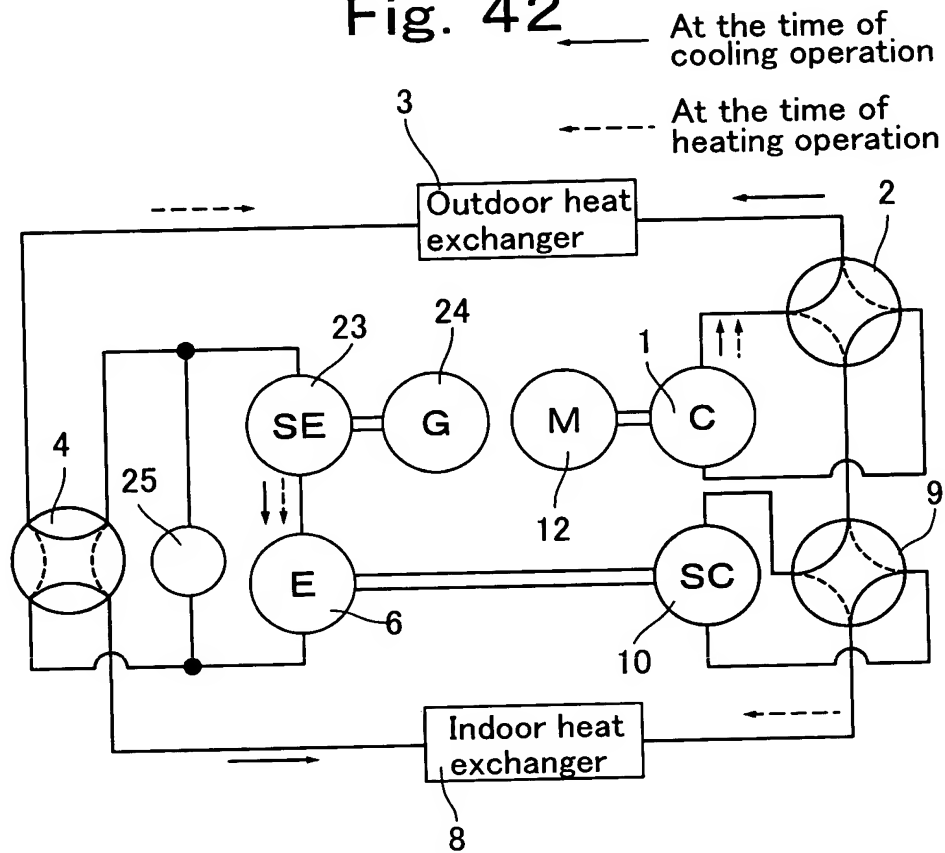 Fig. 42
At the time of
cooling operation
At the time of
heating operation
3
Outdoor heat
exchanger
2
23
24
1
SE
G
M
C
4
25
12
9
E
SC
6
10
Indoor heat
exchanger
8